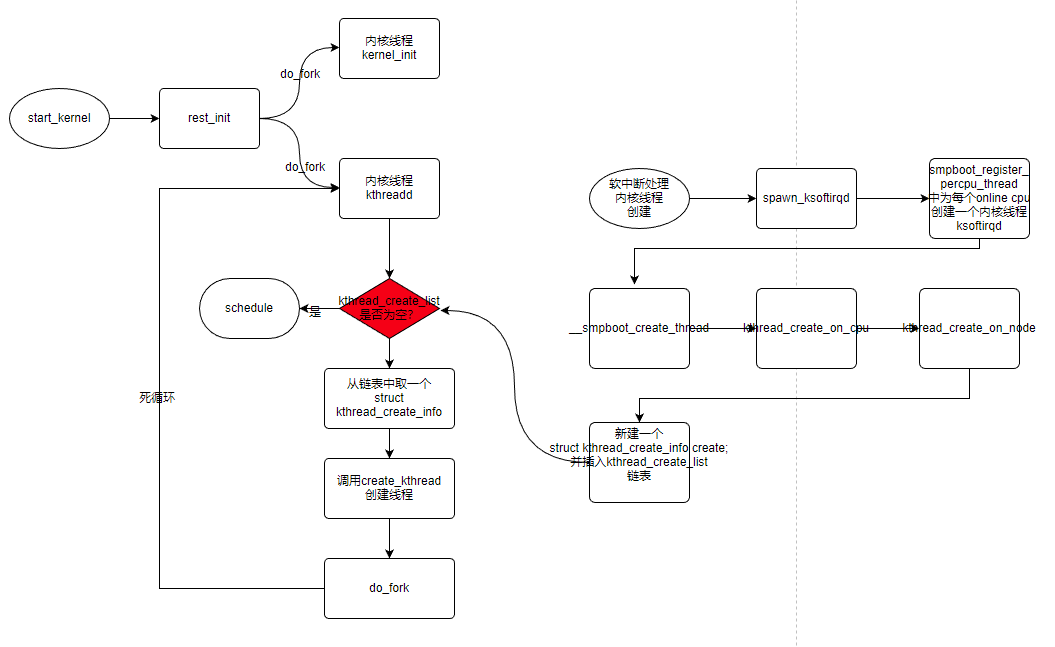 内核线程
kernel_init
do_fork
start_kernel
rest_init
do_fork
内核线程
kthreadd
kthread_create_list
是否为空?
是
schedule
从链表中取一个
struct
kthread_create_info
死循环
调用create_kthread
创建线程
do_fork
软中断处理
内核线程
创建
spawn_ksoftirqd
smpboot_register_
percpu_thread
中为每个online cpu
创建一个内核线程
ksoftirqd
__smpboot_create_thread
kthread_create_on_cpu
kthread_create_on_node
新建一个
struct kthread_create_info create;
并插入kthread_create_list
链表